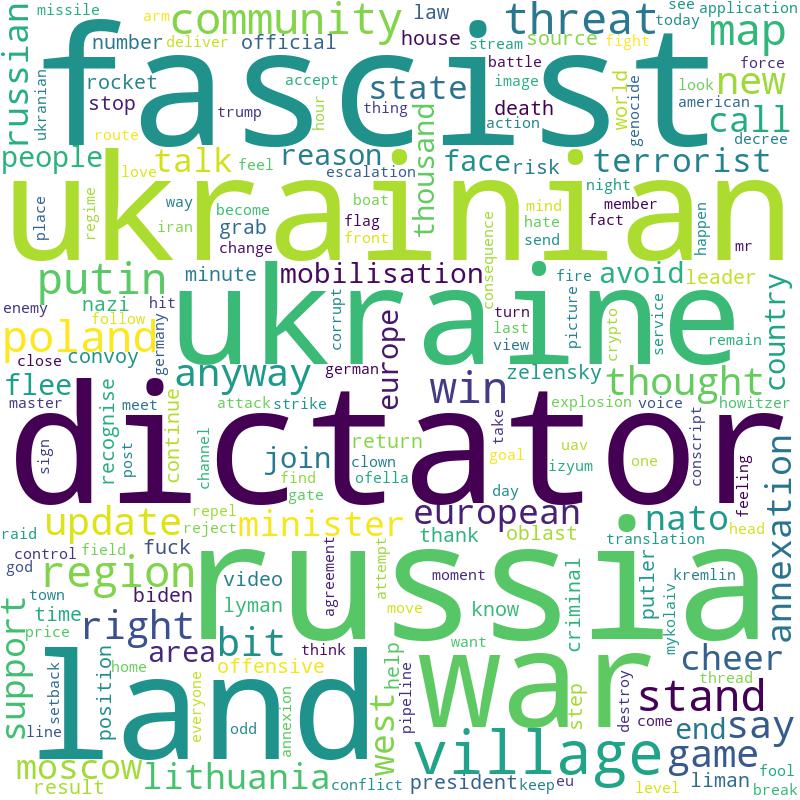 missile
arm
deliver
community
law
threat
see
application
today
map
russian
number
official
house
stream
source
fight
fascist
battle
force
ukranian
rocket
stop
accept
state
image
world
genocide
look
new
american
trump
hour
thing
death
action
call
decree
route
people
love
talk
feel
reason
escalation
thousand
face
risk
terrorist
night
ukrainian
place
regime
way
iran
become
grab
change
boat
flag
front
mind
hate
send
member
fact
happen
mr
consequence
putin
minute
mobilisation
fire
avoid
leader
enemy
nazi
hit
ukraine
follow
corrupt
turn
last
view
picture
crypto
service
remain
country
poland
germany
close
convoy
german
europe
zelensky
flee
anyway
win
thought
master
meet
attack
strike
explosion
voice
howitzer
dictator
sign
recognise
post
continue
channel
join
return
clown
find
gate
ofella
take
goal
day
uav
izyum
one
conscript
feeling
annexation
repel
reject
european
update
minister
thank
oblast
nato
head
translation
raid
control
field
fuck
god
region
russia
town
biden
video
agreement
attempt
moment
criminal
putler
kremlin
mykolaiv
time
price
lyman
move
know
support
right
bit
want
area
think
help
cheer
position
home
offensive
pipeline
west
war
step
destroy
thread
stand
land
setback
line
everyone
odd
annexion
come
end
say
village
game
moscow
result
lithuania
conflict
president
keep
eu
level
liman
fool
break